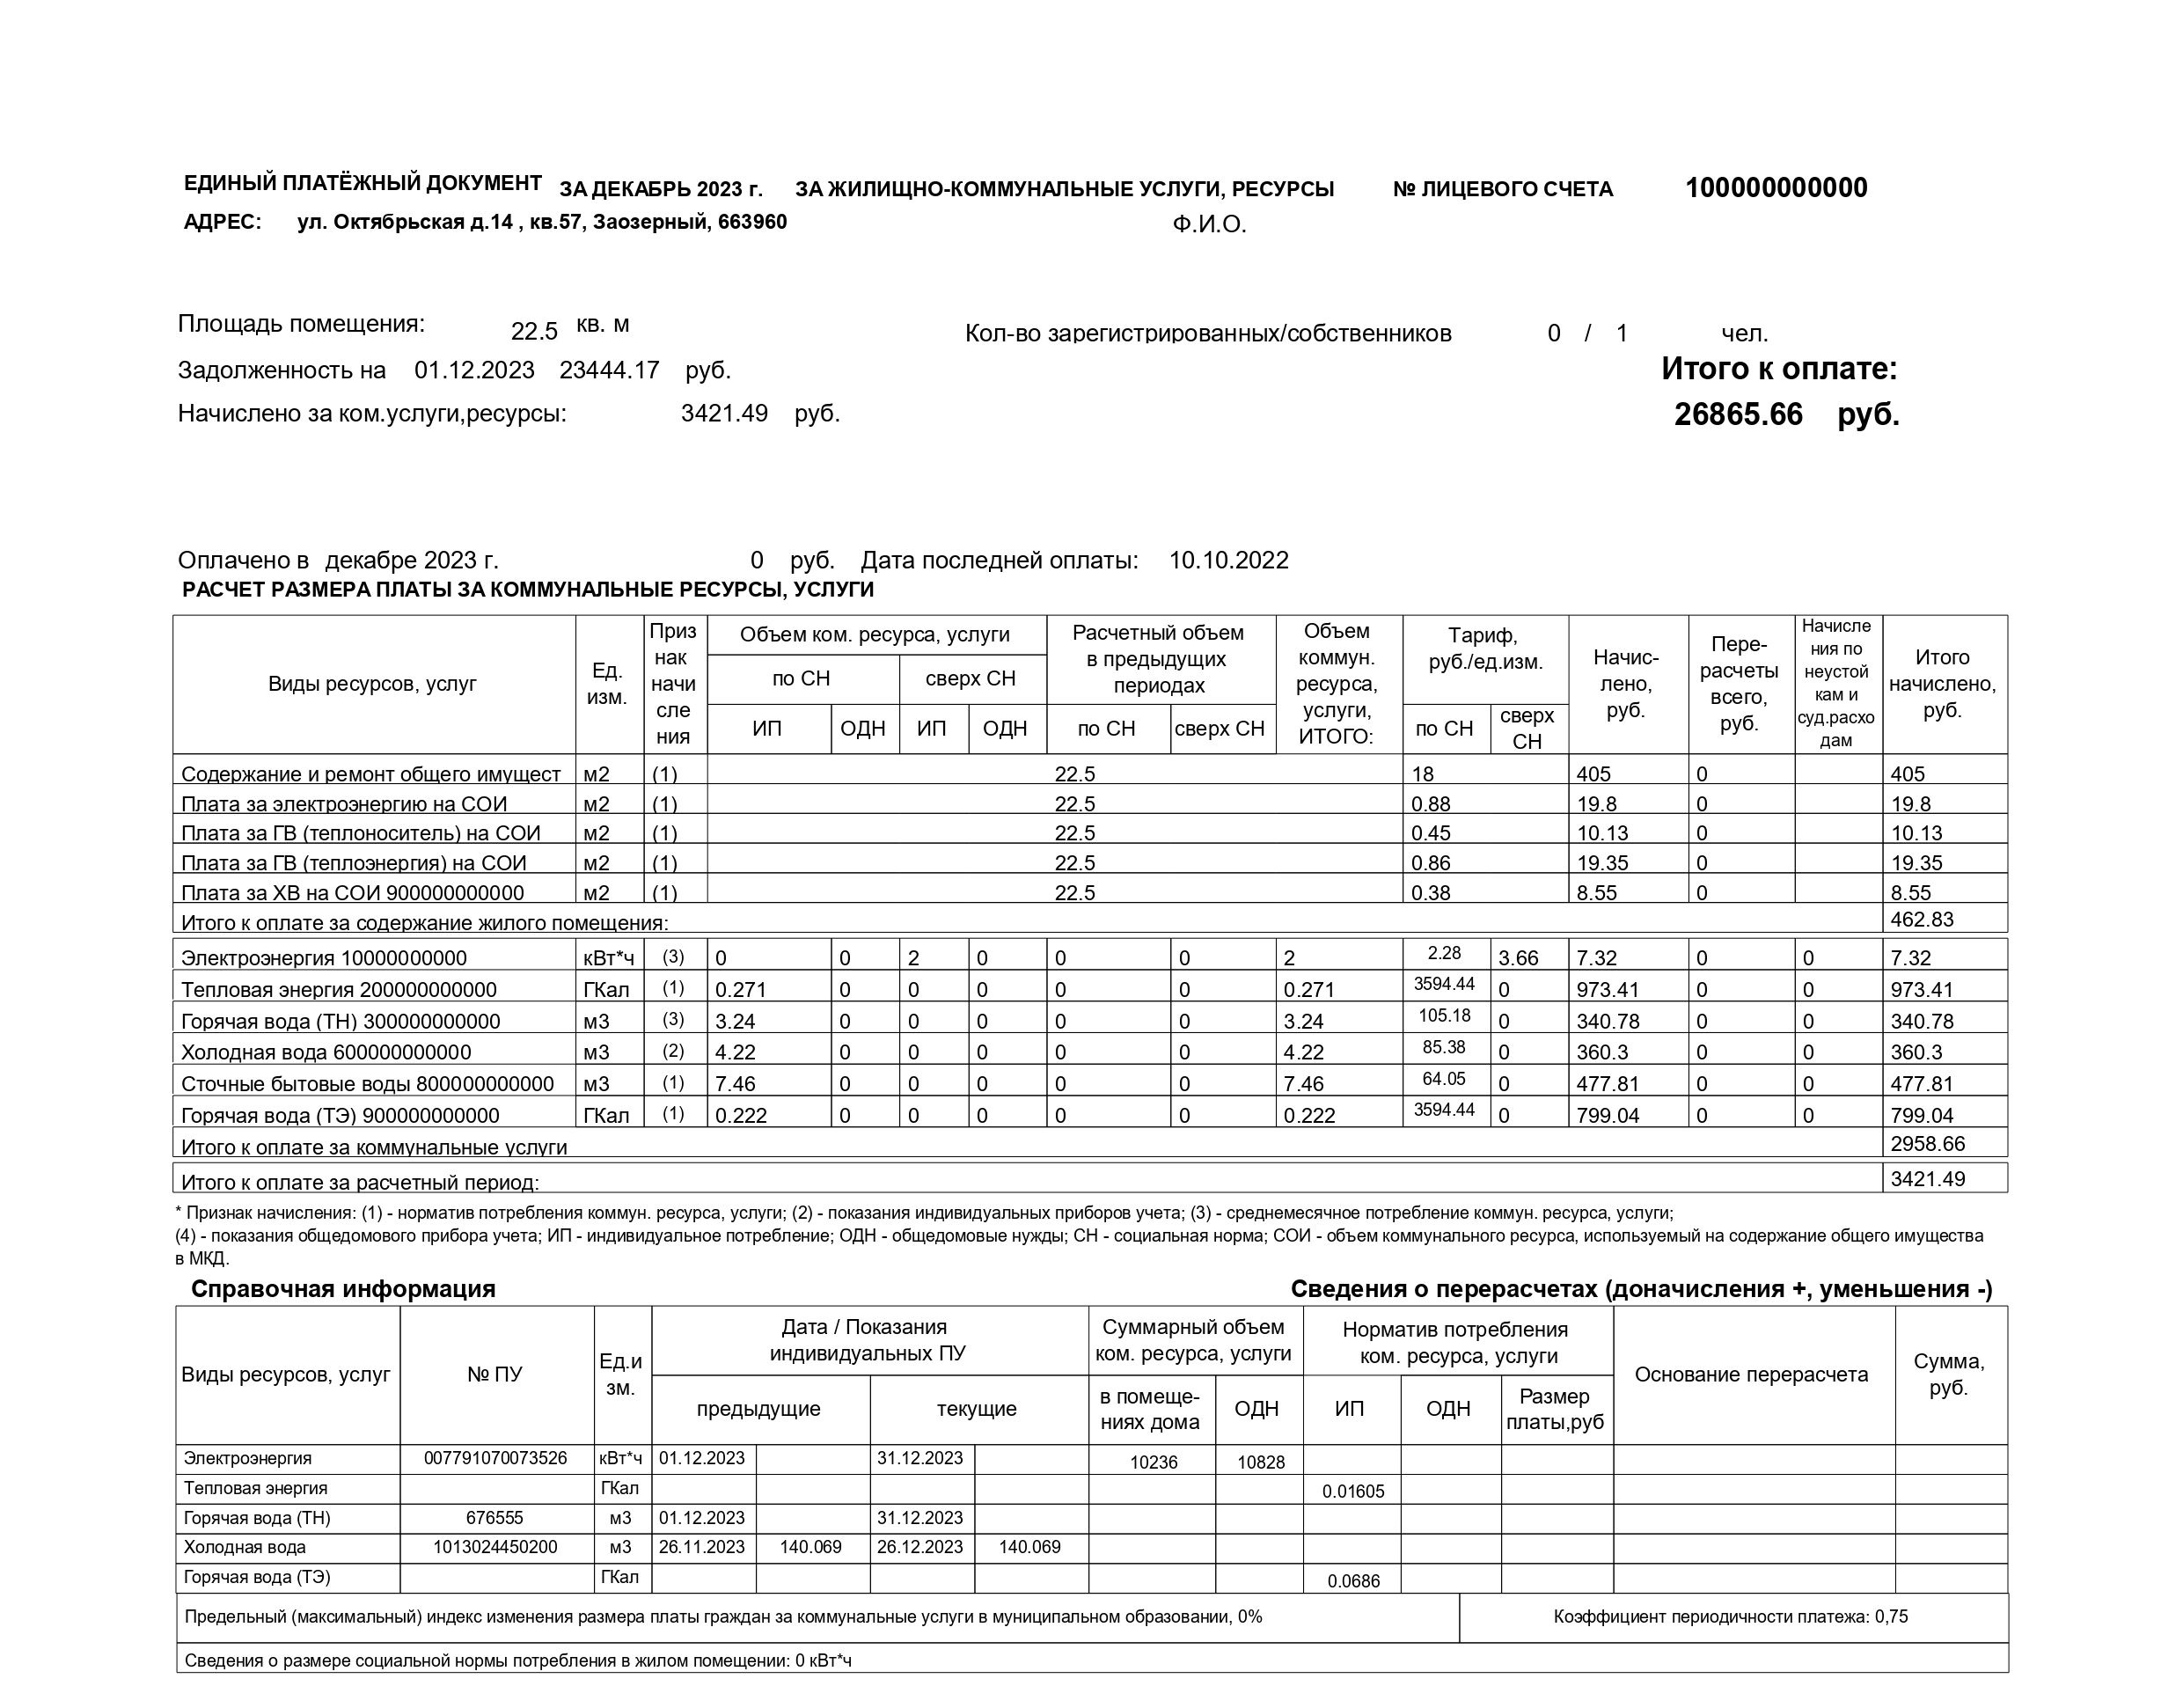 ЕДИНЫЙ ПЛАТЁЖНЫЙ ДОКУМЕНТ ЗА ДЕКАБРЬ 2023 г. ЗА ЖИЛИЩНО-КОММУНАЛЬНЫЕ УСЛУГИ, РЕСУРСЫ № ЛИЦЕВОГО СЧЕТА 100000000000
АДРЕС: ул. Октябрьская д.14 , кв.57, Заозерный, 663960 Ф.И.О.
Площадь помещения: 22.5 кв. м Кол-во зарегистрированных/собственников 0 / 1 чел.
Задолженность на 01.12.2023 23444.17 руб. Итого к оплате:
Начислено за ком.услуги,ресурсы: 3421.49 руб. 26865.66 руб.
Оплачено в декабре 2023 г. 0 руб. Дата последней оплаты: 10.10.2022
РАСЧЕТ РАЗМЕРА ПЛАТЫ ЗА КОММУНАЛЬНЫЕ РЕСУРСЫ, УСЛУГИ
Виды ресурсов, услуг
Ед.
изм.
Приз
нак
начи
сле
ния
Объем ком. ресурса, услуги
по СН
сверх СН
ИП
ОДН
ИП
ОДН
Расчетный объем
в предыдущих
периодах
по СН
сверх СН
Объем
коммун.
ресурса,
услуги,
ИТОГО:
Тариф,
руб./ед.изм.
по СН
сверх
СН
Начис-
лено,
руб.
Пере-
расчеты
всего,
руб.
Начисле
ния по
неустой
кам и
суд.расхо
дам
Итого
начислено,
руб.
Содержание и ремонт общего имущест м2 (1) 22.5 18 405 0 405
Плата за электроэнергию на СОИ м2 (1) 22.5 0.88 19.8 0 19.8
Плата за ГВ (теплоноситель) на СОИ м2 (1) 22.5 0.45 10.13 0 10.13
Плата за ГВ (теплоэнергия) на СОИ м2 (1) 22.5 0.86 19.35 0 19.35
Плата за ХВ на СОИ 900000000000 м2 (1) 22.5 0.38 8.55 0 8.55
Итого к оплате за содержание жилого помещения: 462.83
Электроэнергия 10000000000 кВт*ч (3) 0 0 2 0 0 0 2 2.28 3.66 7.32 0 0 7.32
Тепловая энергия 200000000000 ГКал (1) 0.271 0 0 0 0 0 0.271 3594.44 0 973.41 0 0 973.41
Горячая вода (ТН) 300000000000 м3 (3) 3.24 0 0 0 0 0 3.24 105.18 0 340.78 0 0 340.78
Холодная вода 600000000000 м3 (2) 4.22 0 0 0 0 0 4.22 85.38 0 360.3 0 0 360.3
Сточные бытовые воды 800000000000 м3 (1) 7.46 0 0 0 0 0 7.46 64.05 0 477.81 0 0 477.81
Горячая вода (ТЭ) 900000000000 ГКал (1) 0.222 0 0 0 0 0 0.222 3594.44 0 799.04 0 0 799.04
Итого к оплате за коммунальные услуги 2958.66
Итого к оплате за расчетный период: 3421.49
* Признак начисления: (1) - норматив потребления коммун. ресурса, услуги; (2) - показания индивидуальных приборов учета; (3) - среднемесячное потребление коммун. ресурса, услуги;
(4) - показания общедомового прибора учета; ИП - индивидуальное потребление; ОДН - общедомовые нужды; СН - социальная норма; СОИ - объем коммунального ресурса, используемый на содержание общего имущества
в МКД.
Справочная информация Сведения о перерасчетах (доначисления +, уменьшения -)
Виды ресурсов, услуг
№ ПУ
Ед.и
зм.
Дата / Показания
индивидуальных ПУ
предыдущие
текущие
Суммарный объем
ком. ресурса, услуги
в помеще-
ниях дома
ОДН
Норматив потребления
ком. ресурса, услуги
ИП
ОДН
Размер
платы,руб
Основание перерасчета
Сумма,
руб.
Электроэнергия 007791070073526 кВт*ч 01.12.2023 31.12.2023 10236 10828
Тепловая энергия ГКал 0.01605
Горячая вода (ТН) 676555 м3 01.12.2023 31.12.2023
Холодная вода 1013024450200 м3 26.11.2023 140.069 26.12.2023 140.069
Горячая вода (ТЭ) ГКал 0.0686
Предельный (максимальный) индекс изменения размера платы граждан за коммунальные услуги в муниципальном образовании, 0% Коэффициент периодичности платежа: 0,75
Сведения о размере социальной нормы потребления в жилом помещении: 0 кВт*ч